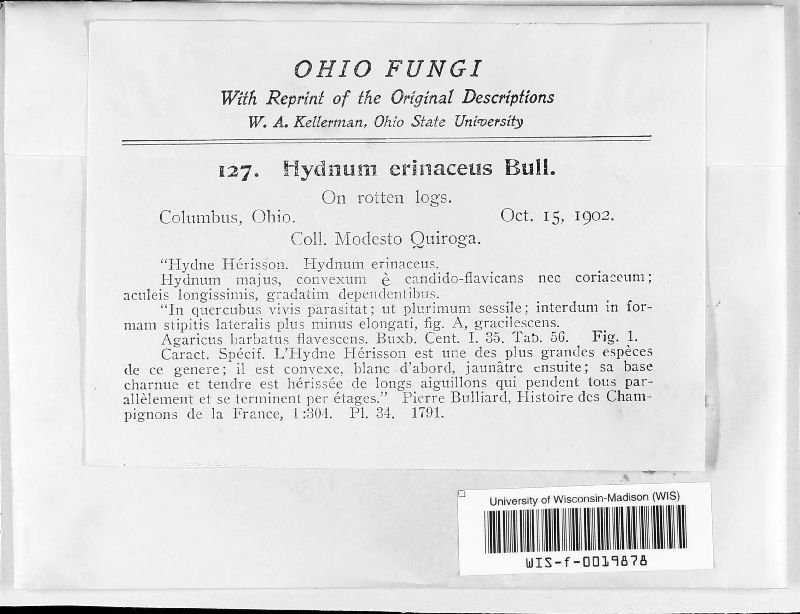 OHIO FUNGI
With Reprint of the Original Descriptions
W. A. Kellerman, Ohio State University
127. Hydnum erinaceus Bull.
On rotten logs.
Columbus, Ohio. Oct. 15, 1902.
Coll. Modesto Quiroga.
"Hydne Hérisson. Hydnum erinaceus.
Hydnum majus, convexum è candido-flavicans nec coriaceum;
aculeis longissimis, gradatim dependentibus.
"In quercubus vivis parasitat; ut plurimum sessile; interdum in for-
mam stipitis lateralis plus minus elongati, fig. A, gracilescens.
Agaricus barbatus flavescens. Buxb. Cent. I. 35. Tab. 56. Fig. 1.
Caract. Spécif. L'Hydne Hérisson est une des plus grandes espèces
de ce genere; il est convexe, blanc d'abord, jaunâtre ensuite; sa base
charnue et tendre est hérissée de longs aiguillons qui pendent tous par-
allèlement et se terminent per étages." Pierre Bulliard, Histoire des Cham-
pignons de la France, 1:304. Pl. 34. 1791.
University of Wisconsin-Madison (WIS)
WIS-f-0019878